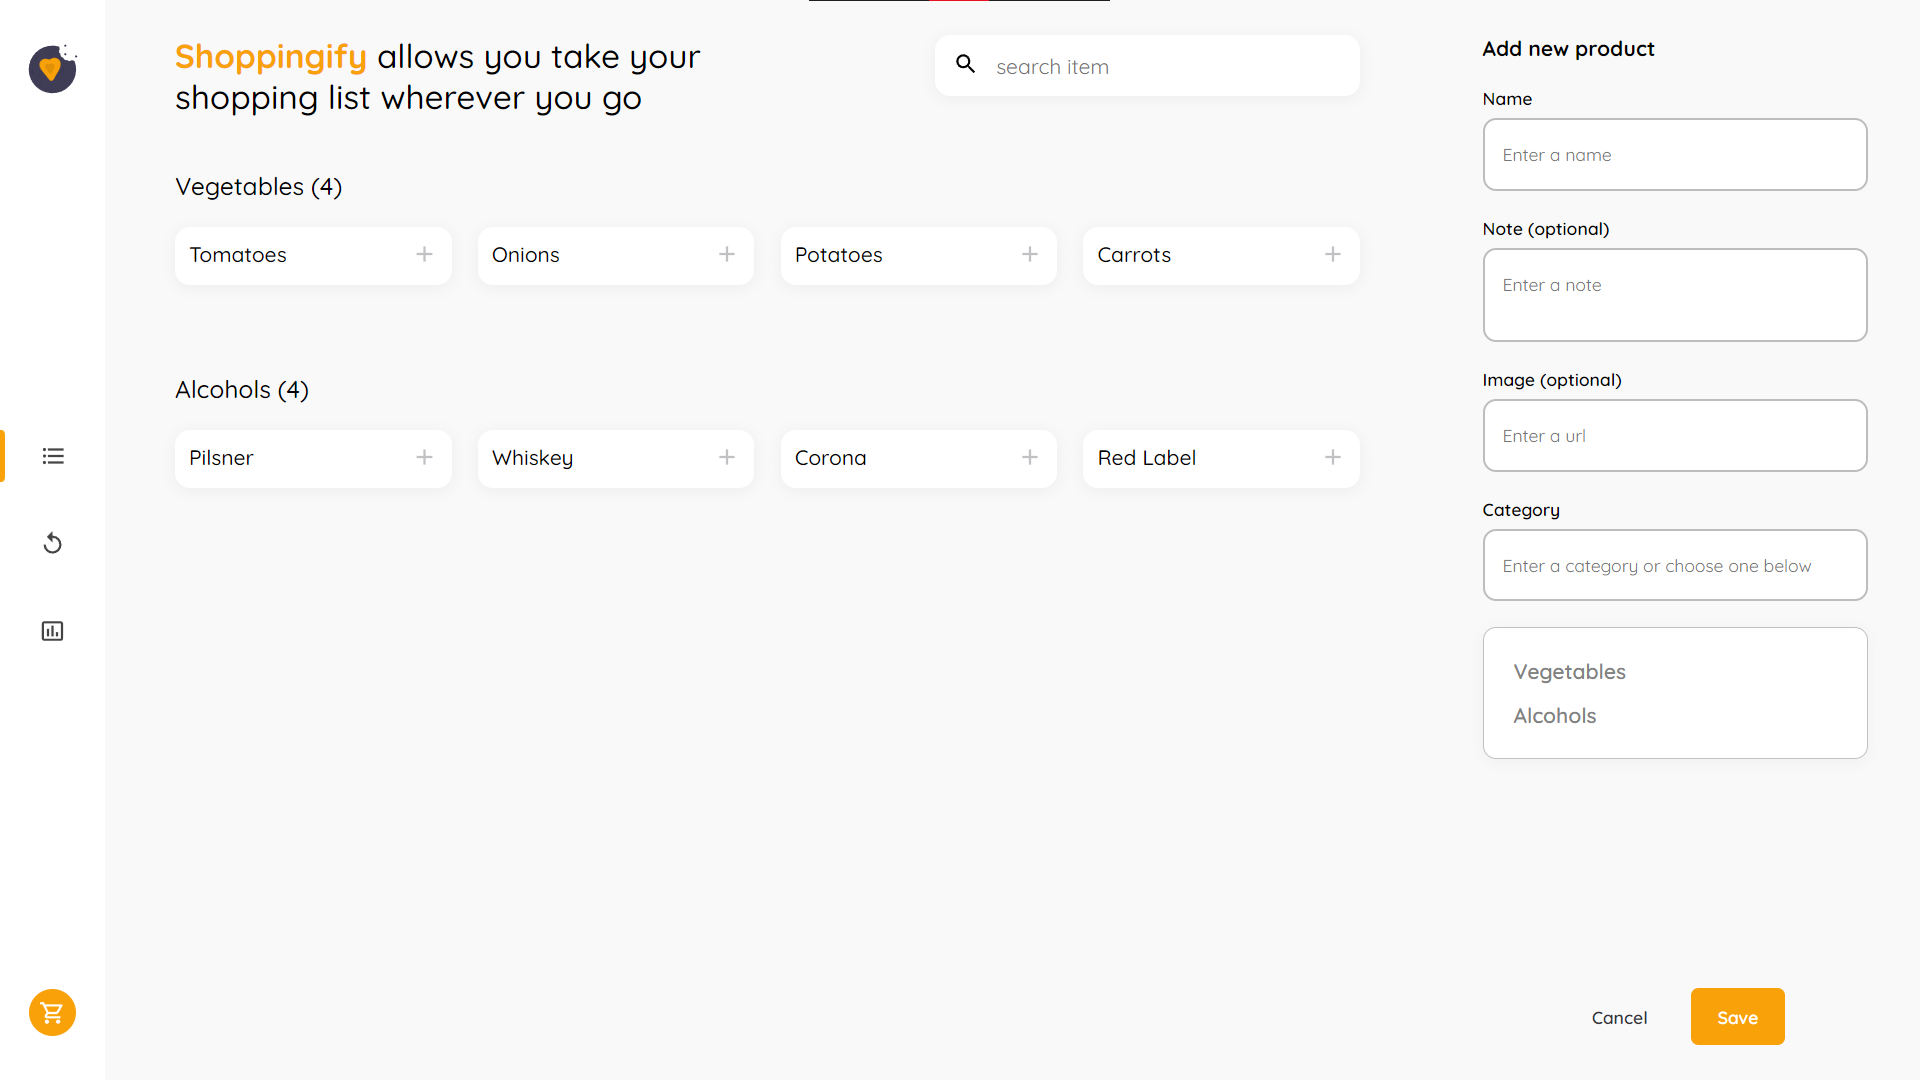 Shoppingify allows you take your
shopping list wherever you go
search item
Vegetables (4)
Tomatoes
Onions
Potatoes
Carrots
Alcohols (4)
Pilsner
Whiskey
Corona
Red Label
Add new product
Name
Enter a name
Note (optional)
Enter a note
Image (optional)
Enter a url
Category
Enter a category or choose one below
Vegetables
Alcohols
Cancel
Save